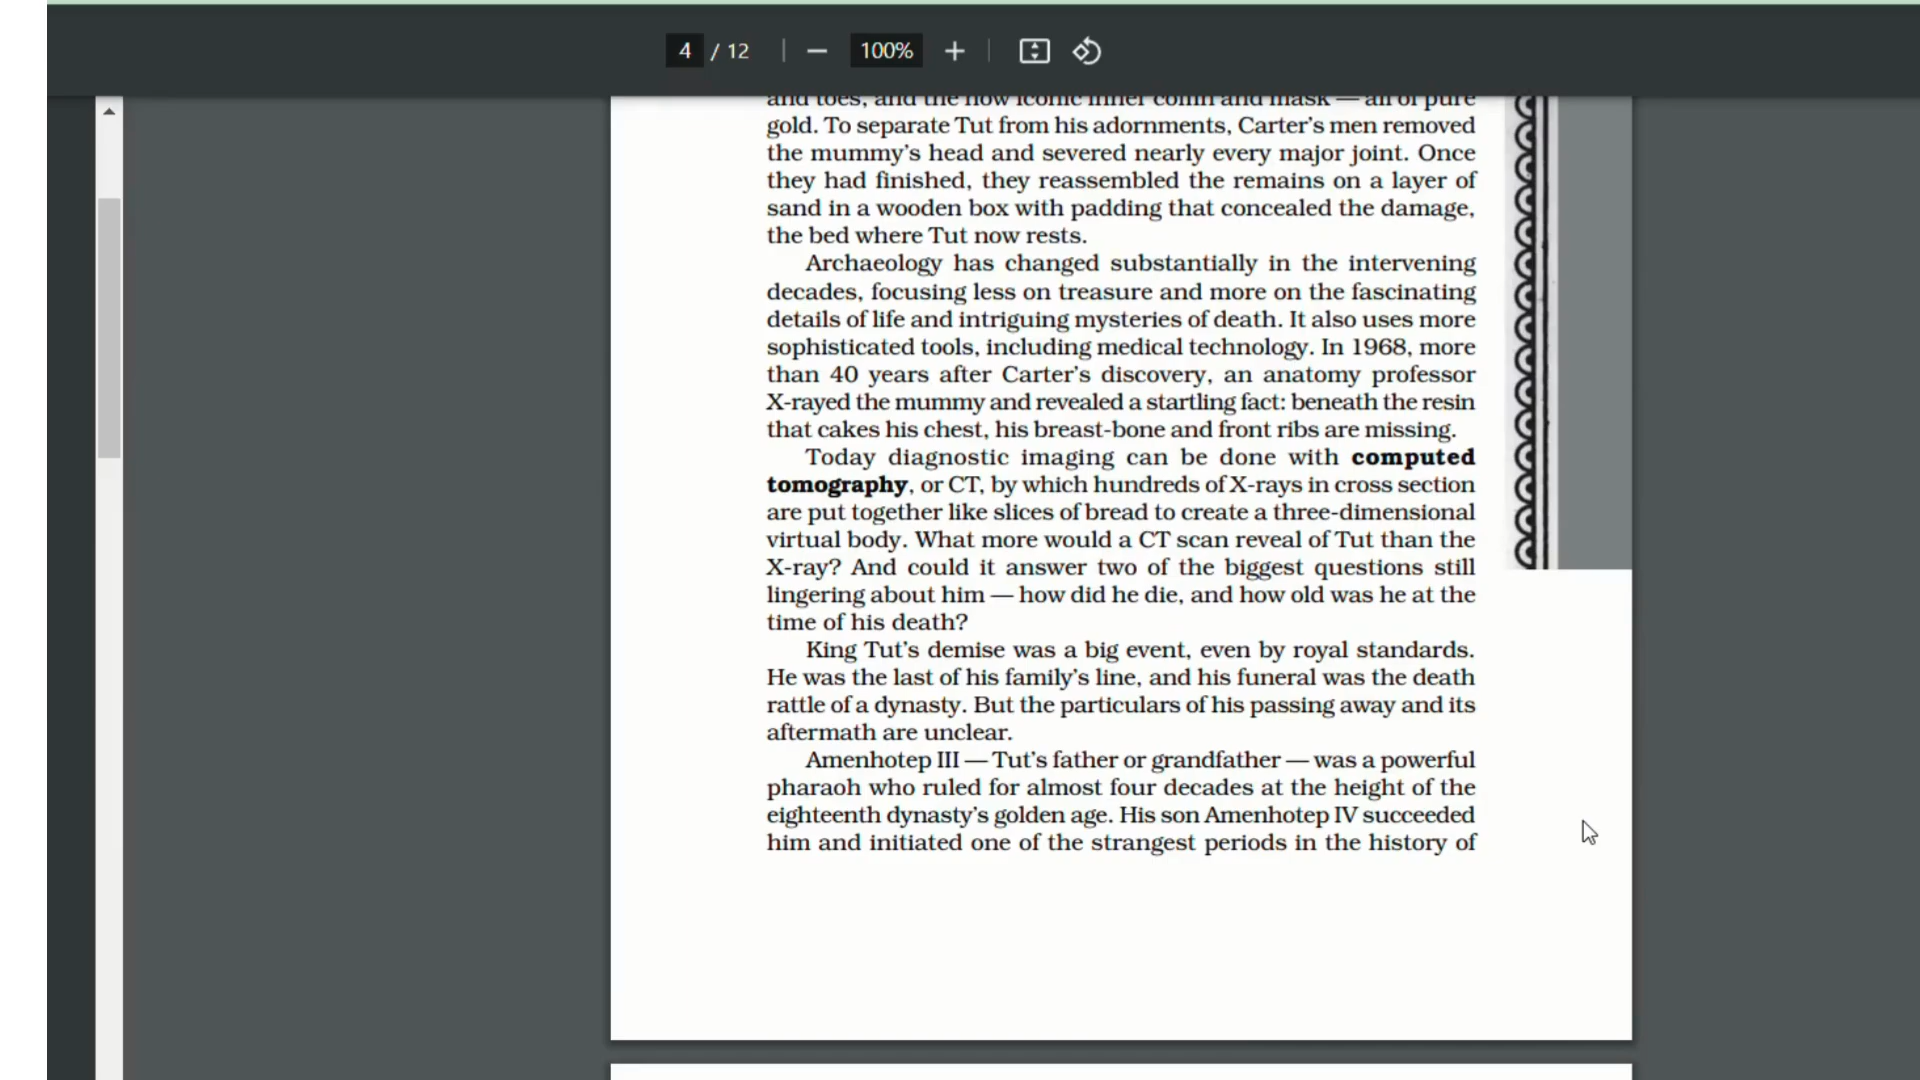 4 / 12
100%
and toes, and the now iconic inner coffin and mask — all of pure
gold. To separate Tut from his adornments, Carter's men removed
the mummy's head and severed nearly every major joint. Once
they had finished, they reassembled the remains on a layer of
sand in a wooden box with padding that concealed the damage,
the bed where Tut now rests.
Archaeology has changed substantially in the intervening
decades, focusing less on treasure and more on the fascinating
details of life and intriguing mysteries of death. It also uses more
sophisticated tools, including medical technology. In 1968, more
than 40 years after Carter's discovery, an anatomy professor
X-rayed the mummy and revealed a startling fact: beneath the resin
that cakes his chest, his breast-bone and front ribs are missing.
Today diagnostic imaging can be done with computed
tomography, or CT, by which hundreds of X-rays in cross section
are put together like slices of bread to create a three-dimensional
virtual body. What more would a CT scan reveal of Tut than the
X-ray? And could it answer two of the biggest questions still
lingering about him — how did he die, and how old was he at the
time of his death?
King Tut's demise was a big event, even by royal standards.
He was the last of his family's line, and his funeral was the death
rattle of a dynasty. But the particulars of his passing away and its
aftermath are unclear.
Amenhotep III — Tut's father or grandfather — was a powerful
pharaoh who ruled for almost four decades at the height of the
eighteenth dynasty's golden age. His son Amenhotep IV succeeded
him and initiated one of the strangest periods in the history of